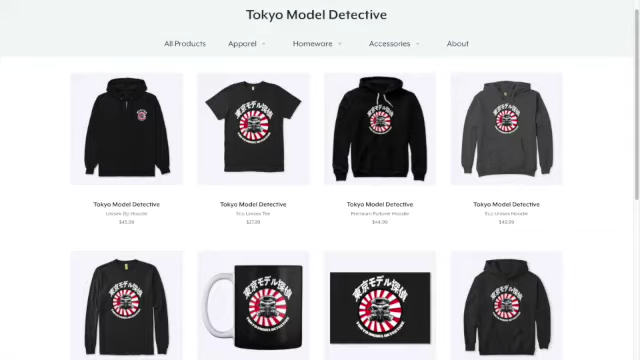 Tokyo Model Detective
All Products Apparel Homeware Accessories About
東京モデル探偵
東京モデル探偵
東京モデル探偵
Tokyo Model Detective
Unisex Zip Hoodie
$45.99
Tokyo Model Detective
Eco Unisex Tee
Tokyo Model Detective
Premium Pullover Hoodie
$44.99
Tokyo Model Detective
Eco Unisex Hoodie
東京モデル探偵
東京モデル探偵
東京モデル探偵
東京モデル探偵